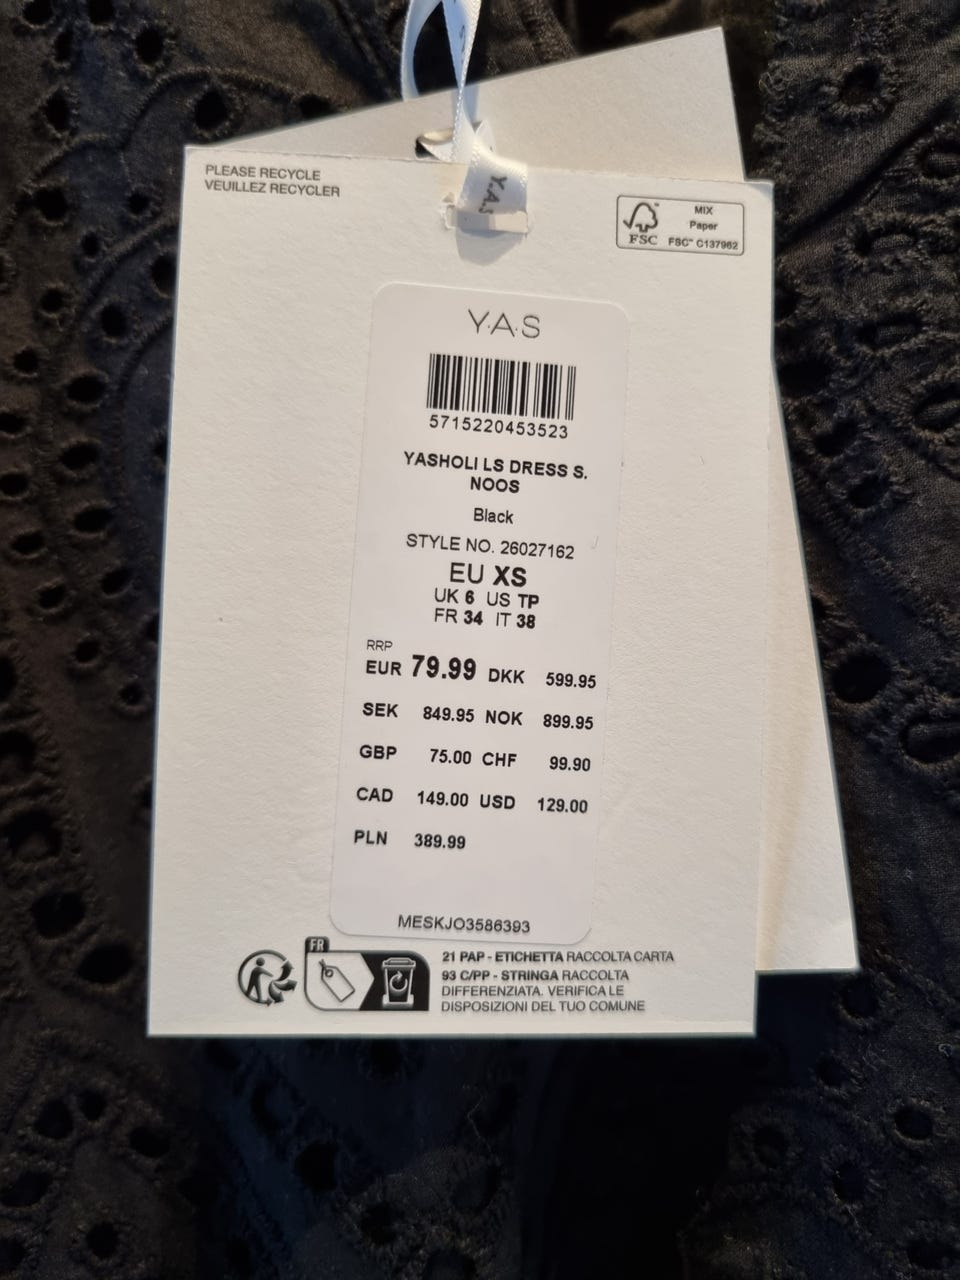 PLEASE RECYCLE
VEUILLEZ RECYCLER
Y.A.S
MIX
Paper
FSC FSC™ C137962
Y·A·S
5715220453523
YASHOLI LS DRESS S.
NOOS
Black
STYLE NO. 26027162
EU XS
UK 6 US TP
FR 34 IT 38
RRP
EUR 79.99 DKK 599.95
SEK 849.95 NOK 899.95
GBP 75.00 CHF 99.90
CAD 149.00 USD 129.00
PLN 389.99
MESKJO3586393
FR
21 PAP - ETICHETTA RACCOLTA CARTA
93 C/PP - STRINGA RACCOLTA
DIFFERENZIATA. VERIFICA LE
DISPOSIZIONI DEL TUO COMUNE